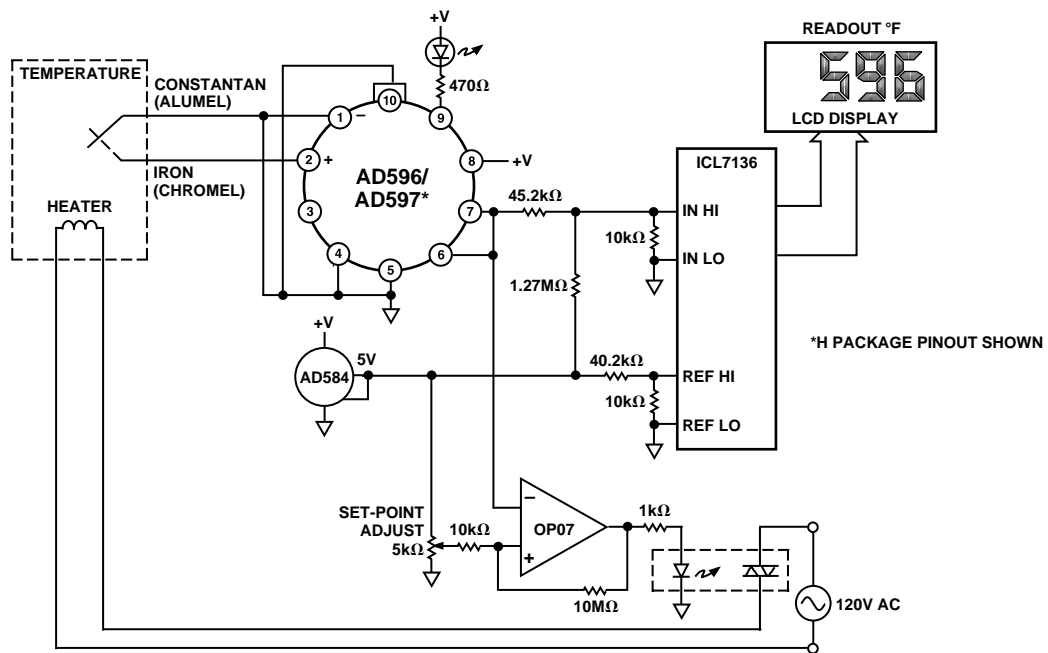 +V
READOUT °F
596
LCD DISPLAY
TEMPERATURE
CONSTANTAN
(ALUMEL)
470Ω
10
1
−
9
2
+
8
+V
AD596/
AD597*
ICL7136
IRON
(CHROMEL)
45.2kΩ
HEATER
3
7
IN HI
10kΩ
4
6
IN LO
5
1.27MΩ
+V
*H PACKAGE PINOUT SHOWN
5V
AD584
40.2kΩ
REF HI
10kΩ
REF LO
SET-POINT
ADJUST
5kΩ
10kΩ
−
OP07
+
1kΩ
10MΩ
120V AC